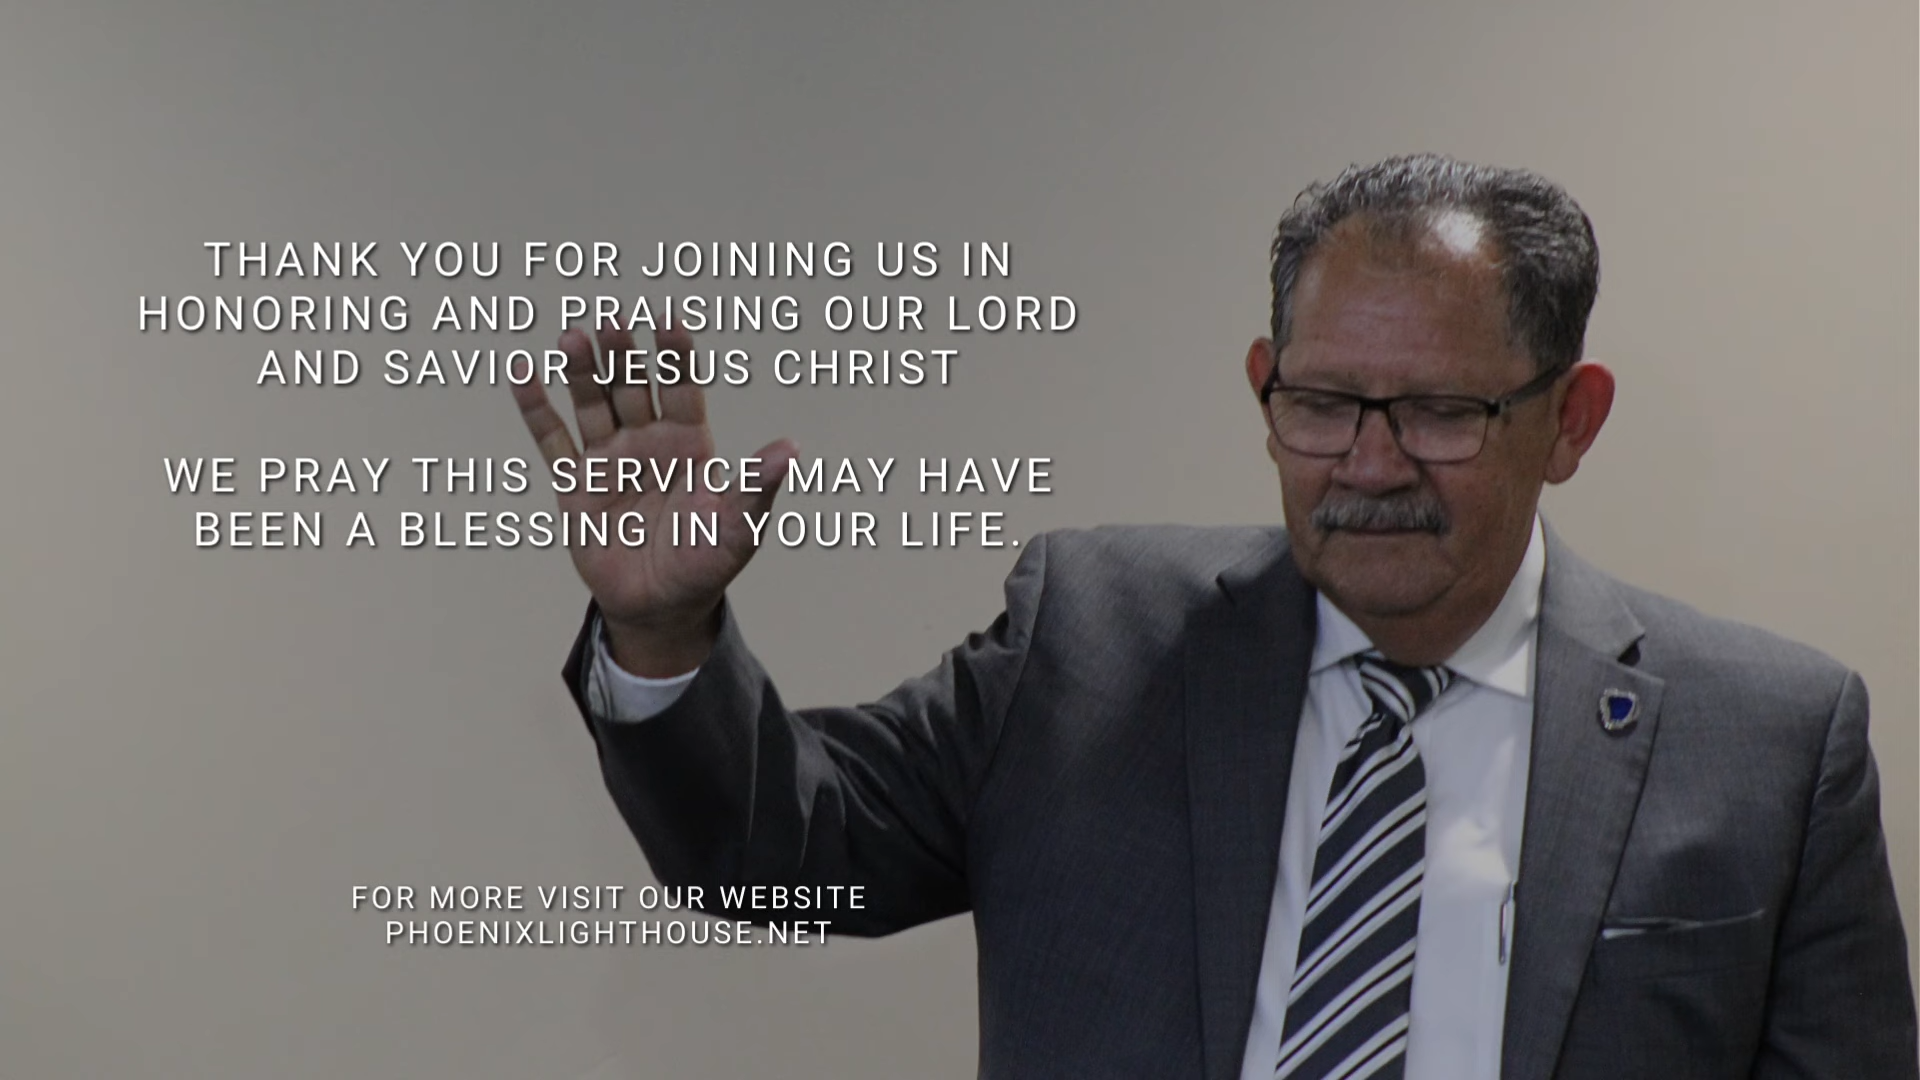 THANK YOU FOR JOINING US IN
HONORING AND PRAISING OUR LORD
AND SAVIOR JESUS CHRIST
WE PRAY THIS SERVICE MAY HAVE
BEEN A BLESSING IN YOUR LIFE.
FOR MORE VISIT OUR WEBSITE
PHOENIXLIGHTHOUSE.NET